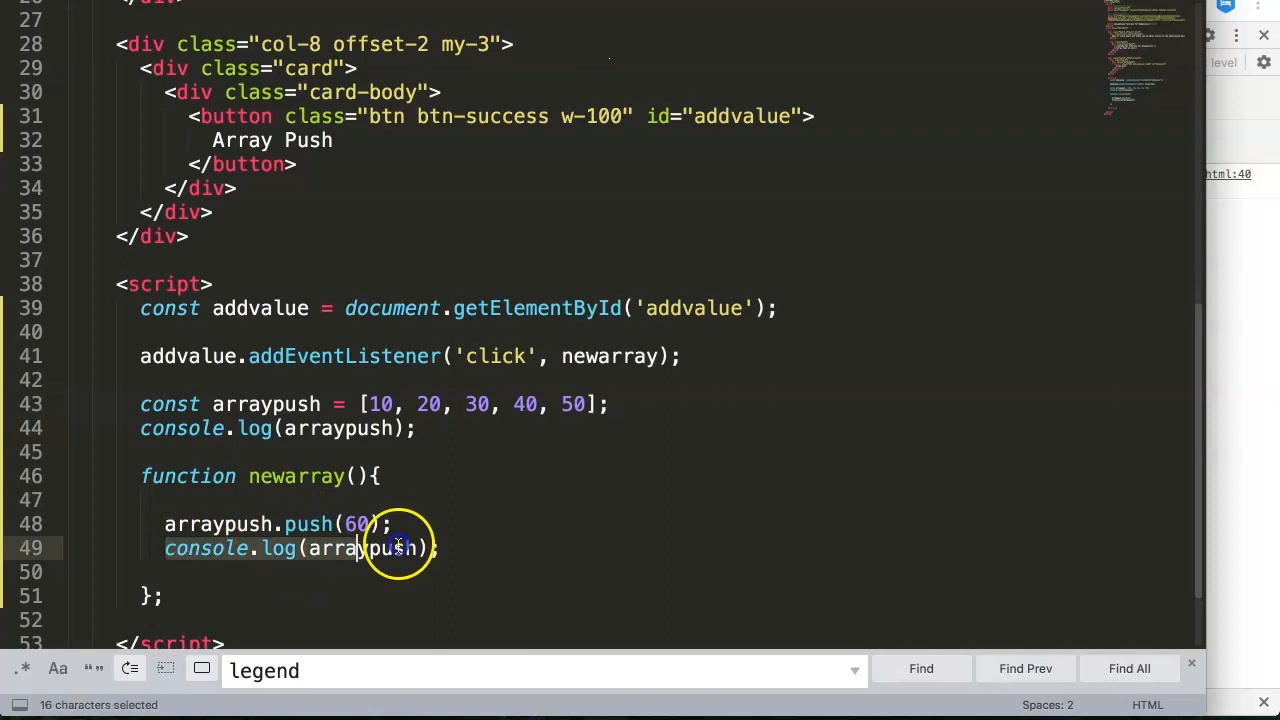 27
28 <div class="col-8 offset-2 my-3">
29 <div class="card">
30 <div class="card-body">
31 <button class="btn btn-success w-100" id="addvalue">
32 Array Push
33 </button>
34 </div>
35 </div>
36 </div>
37
38 <script>
39 const addvalue = document.getElementById('addvalue');
40
41 addvalue.addEventListener('click', newarray);
42
43 const arraypush = [10, 20, 30, 40, 50];
44 console.log(arraypush);
45
46 function newarray(){
47
48 arraypush.push(60);
49 console.log(arraypush);
50
51 };
52
53 </script>
level
html:40
.* Aa "" legend Find Find Prev Find All
16 characters selected Spaces: 2 HTML